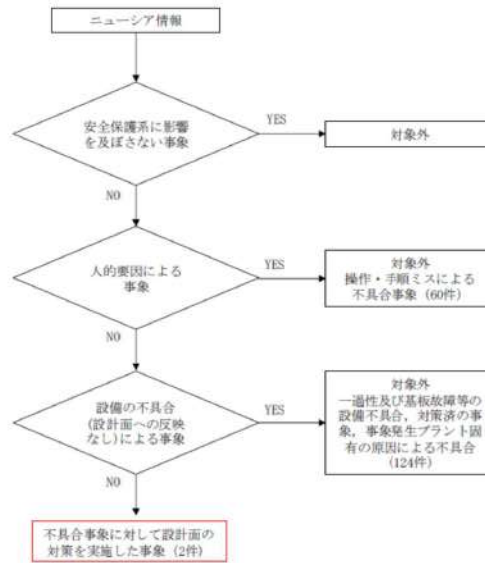 ニューシア情報
安全保護系に影響
を及ぼさない事象
YES
対象外
NO
人的要因による
事象
YES
対象外
操作・手順ミスによる
不具合事象 (60件)
NO
設備の不具合
(設計面への反映
なし)による事象
YES
対象外
一過性及び基板故障等の
設備不具合，対策済の事
象，事象発生プラント固
有の原因による不具合
(124件)
NO
不具合事象に対して設計面の
対策を実施した事象 (2件)